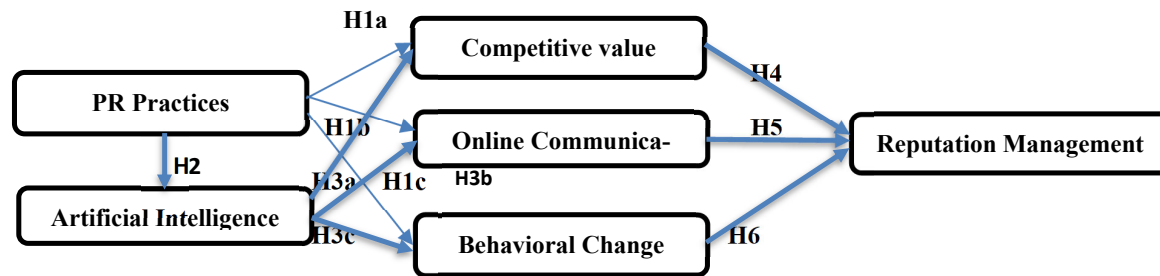 H1a
Competitive value
PR Practices
H4
H1b
Online Communica-
H5
Reputation Management
H2
H3a
H1c
H3b
Artificial Intelligence
H3c
Behavioral Change
H6